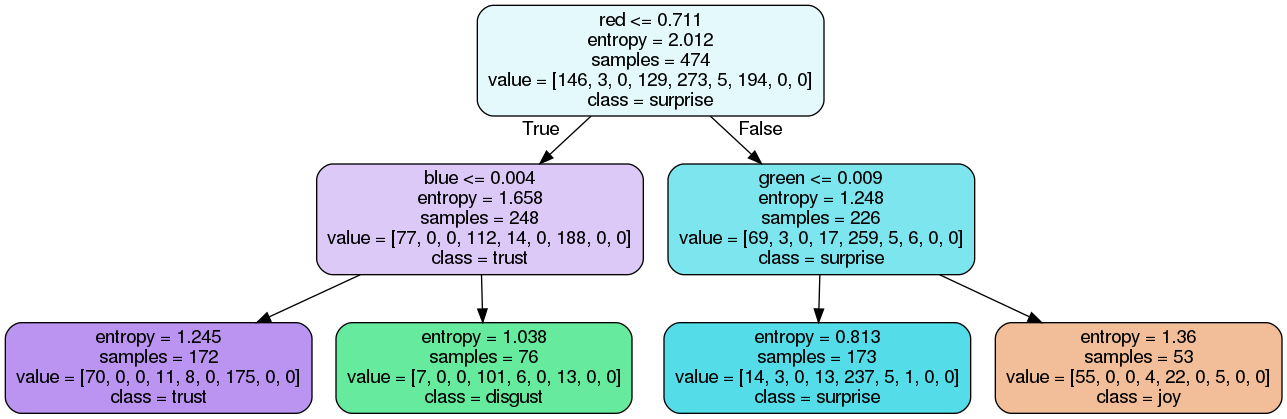 red <= 0.711
entropy = 2.012
samples = 474
value = [146, 3, 0, 129, 273, 5, 194, 0, 0]
class = surprise
True
False
blue <= 0.004
entropy = 1.658
samples = 248
value = [77, 0, 0, 112, 14, 0, 188, 0, 0]
class = trust
green <= 0.009
entropy = 1.248
samples = 226
value = [69, 3, 0, 17, 259, 5, 6, 0, 0]
class = surprise
entropy = 1.245
samples = 172
value = [70, 0, 0, 11, 8, 0, 175, 0, 0]
class = trust
entropy = 1.038
samples = 76
value = [7, 0, 0, 101, 6, 0, 13, 0, 0]
class = disgust
entropy = 0.813
samples = 173
value = [14, 3, 0, 13, 237, 5, 1, 0, 0]
class = surprise
entropy = 1.36
samples = 53
value = [55, 0, 0, 4, 22, 0, 5, 0, 0]
class = joy